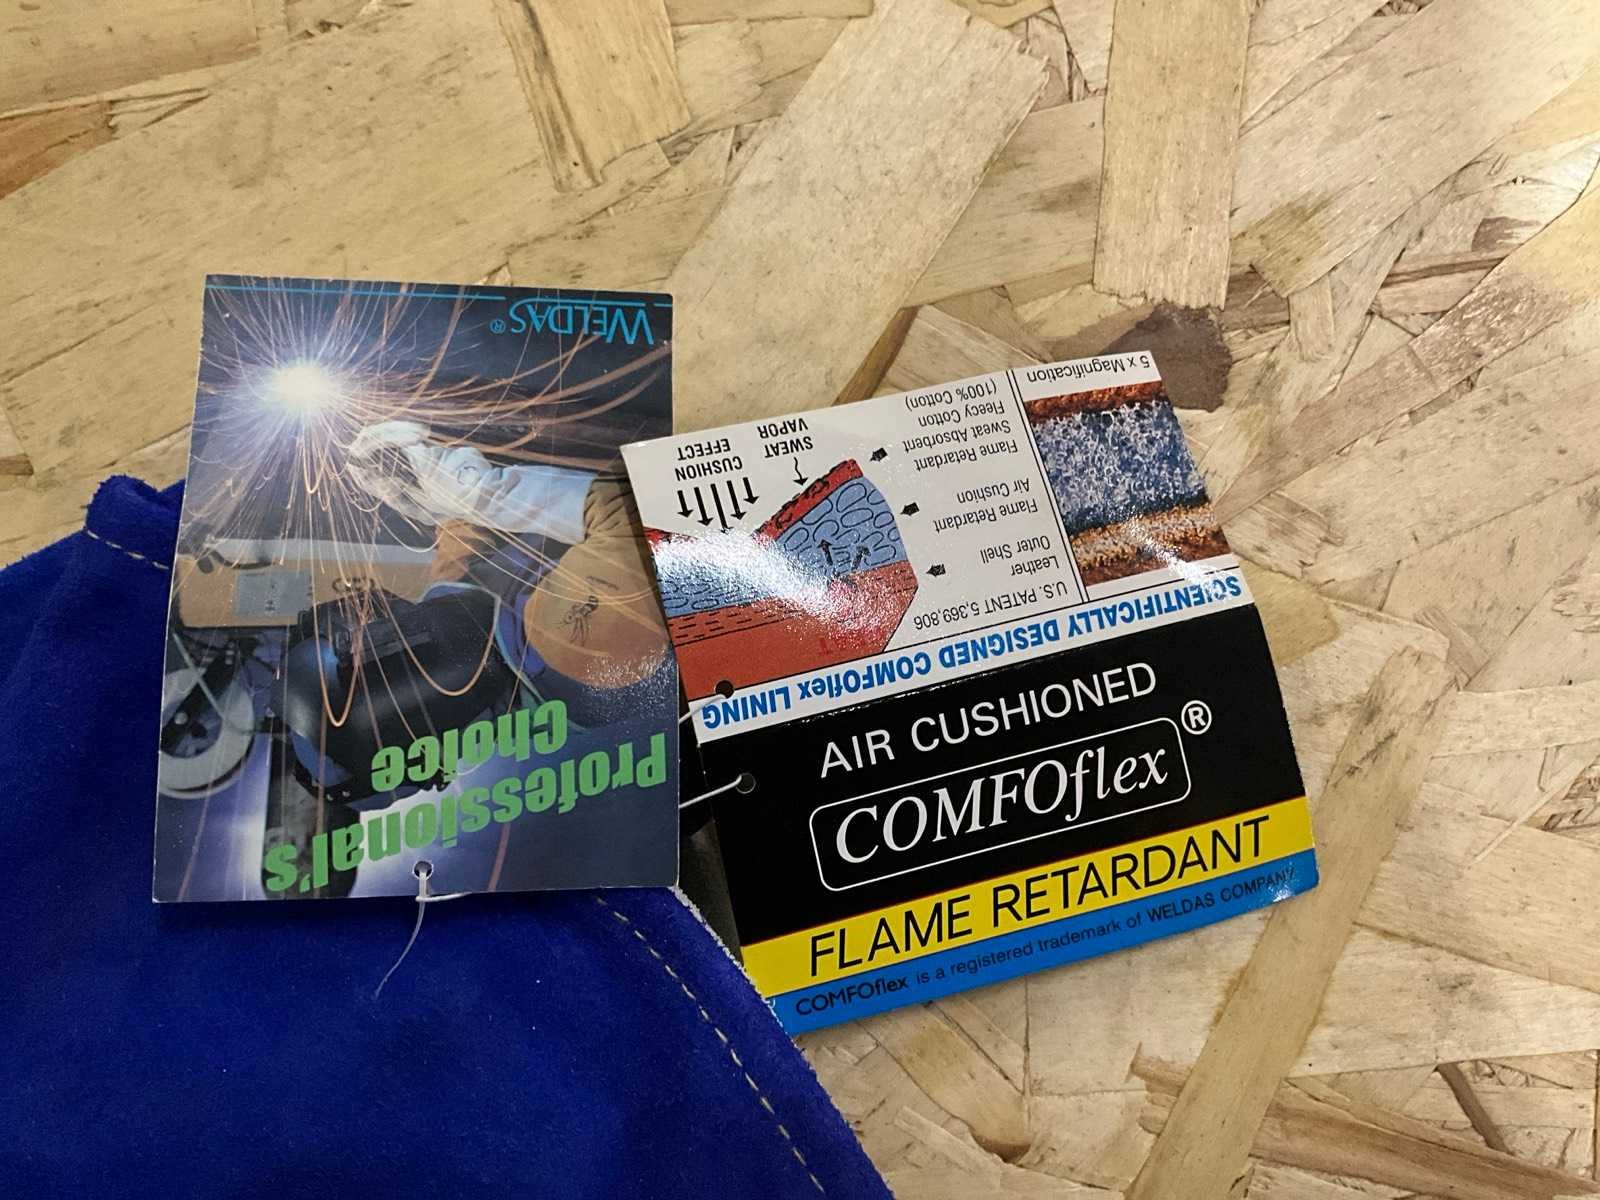 WELDAS®
Professional's
Choice
SCIENTIFICALLY DESIGNED COMFOflex LINING
U.S. PATENT 5,369,806
Leather
Outer Shell
Flame Retardant
Air Cushion
Flame Retardant
Sweat Absorbent
Fleecy Cotton
(100% Cotton)
SWEAT
VAPOR
CUSHION
EFFECT
5 x Magnification
AIR CUSHIONED
COMFOflex®
FLAME RETARDANT
COMFOflex is a registered trademark of WELDAS COMPANY